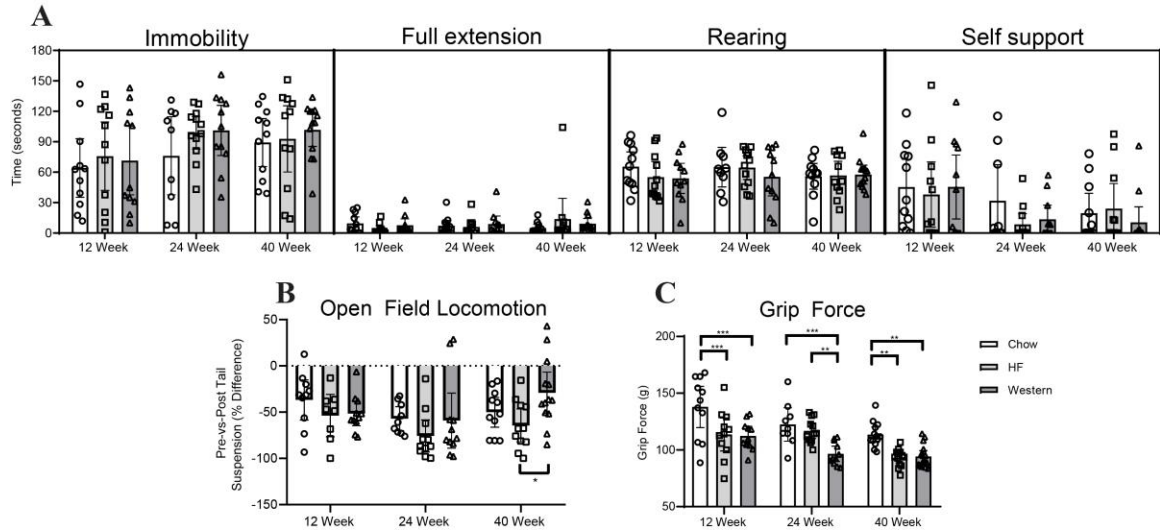 A
Immobility
Full extension
Rearing
Self support
Time (seconds)
180
150
120
90
60
30
0
12 Week
24 Week
40 Week
12 Week
24 Week
40 Week
12 Week
24 Week
40 Week
12 Week
24 Week
40 Week
B
Open Field Locomotion
Pre-vs-Post Tail
Suspension (% Difference)
50
0
-50
-100
-150
*
12 Week
24 Week
40 Week
C
Grip Force
Grip Force (g)
200
150
100
50
***
***
***
**
**
**
12 Week
24 Week
40 Week
Chow
HF
Western